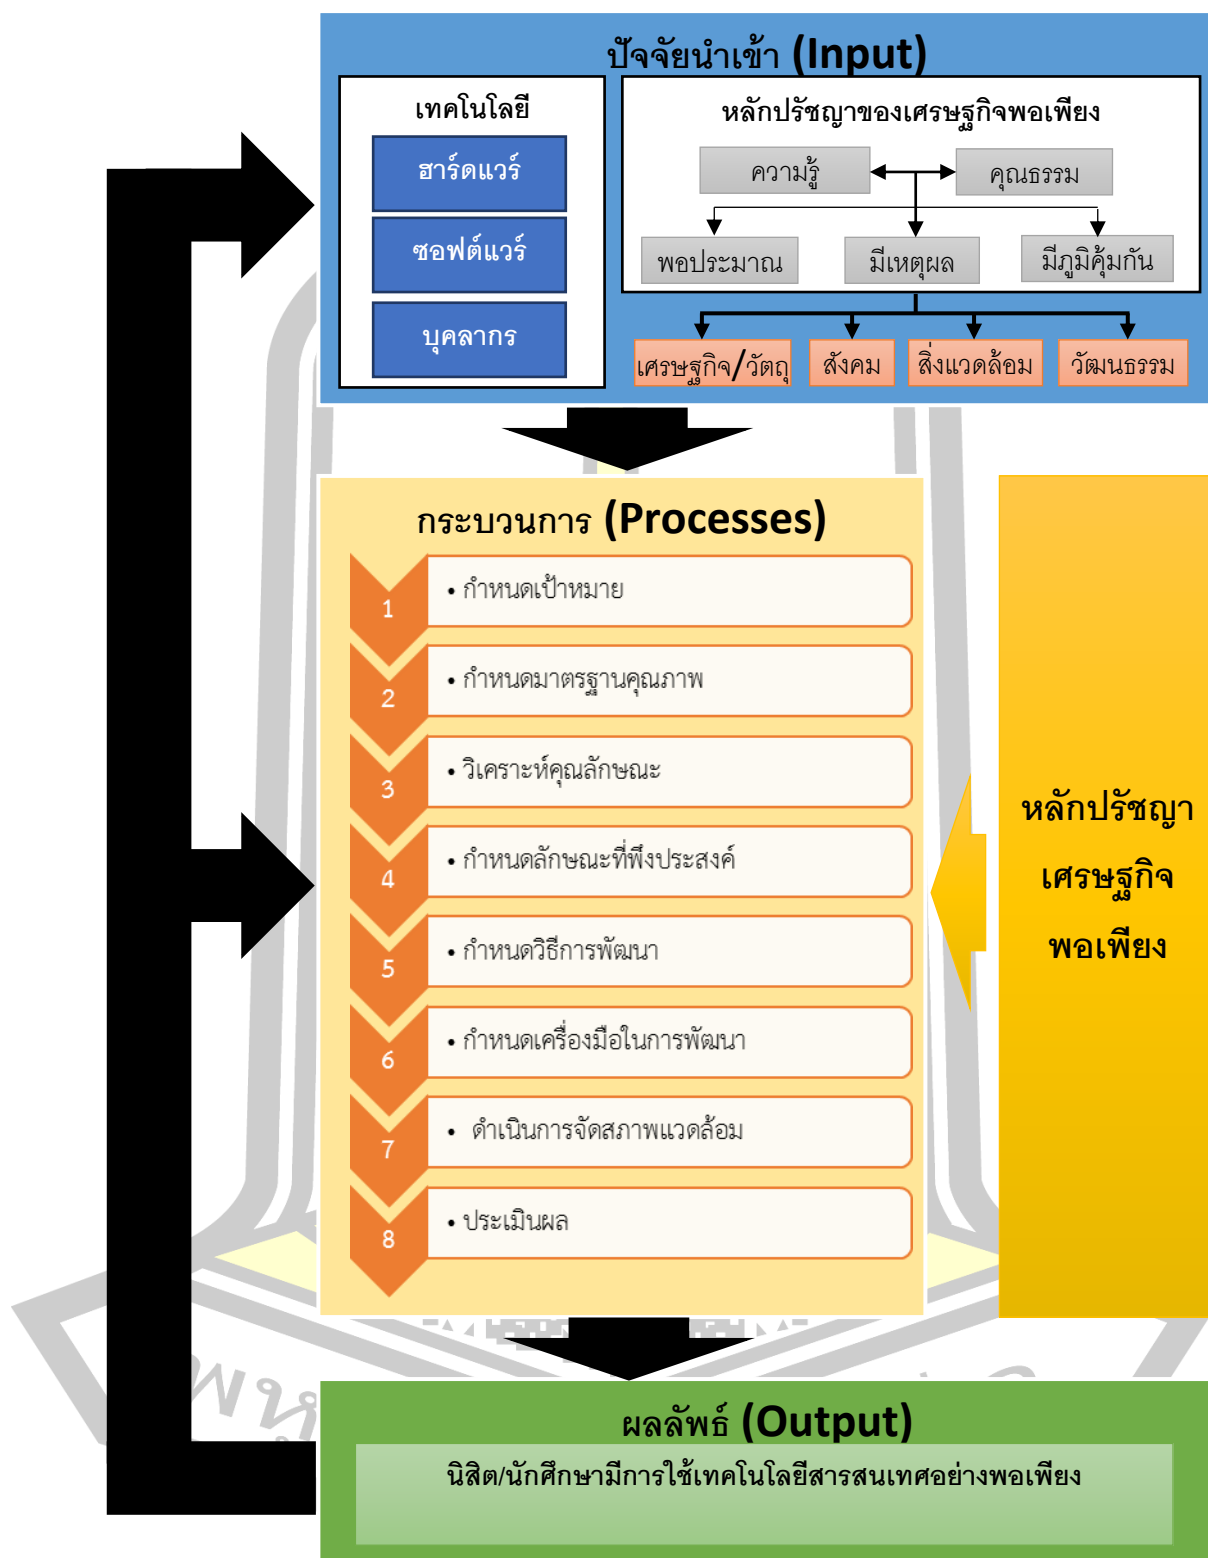 ปัจจัยนำเข้า (Input)
เทคโนโลยี
ฮาร์ดแวร์
ซอฟต์แวร์
บุคลากร
หลักปรัชญาของเศรษฐกิจพอเพียง
ความรู้
คุณธรรม
พอประมาณ
มีเหตุผล
มีภูมิคุ้มกัน
เศรษฐกิจ/วัตถุ
สังคม
สิ่งแวดล้อม
วัฒนธรรม
กระบวนการ (Processes)
1
• กำหนดเป้าหมาย
2
• กำหนดมาตรฐานคุณภาพ
3
• วิเคราะห์คุณลักษณะ
4
• กำหนดลักษณะที่พึงประสงค์
5
• กำหนดวิธีการพัฒนา
6
• กำหนดเครื่องมือในการพัฒนา
7
• ดำเนินการจัดสภาพแวดล้อม
8
• ประเมินผล
หลักปรัชญา
เศรษฐกิจ
พอเพียง
ผลลัพธ์ (Output)
นิสิต/นักศึกษามีการใช้เทคโนโลยีสารสนเทศอย่างพอเพียง